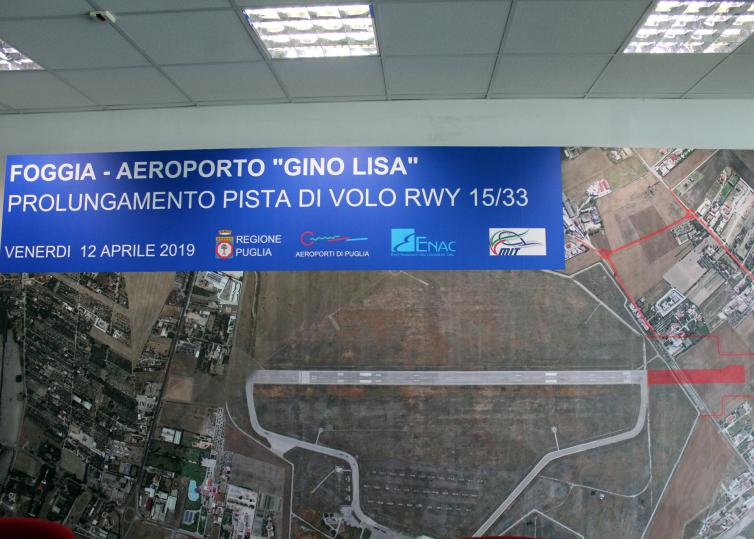 FOGGIA - AEROPORTO "GINO LISA"
PROLUNGAMENTO PISTA DI VOLO RWY 15/33
VENERDI 12 APRILE 2019
REGIONE
PUGLIA
AEROPORTI DI PUGLIA
ENAC
MIT